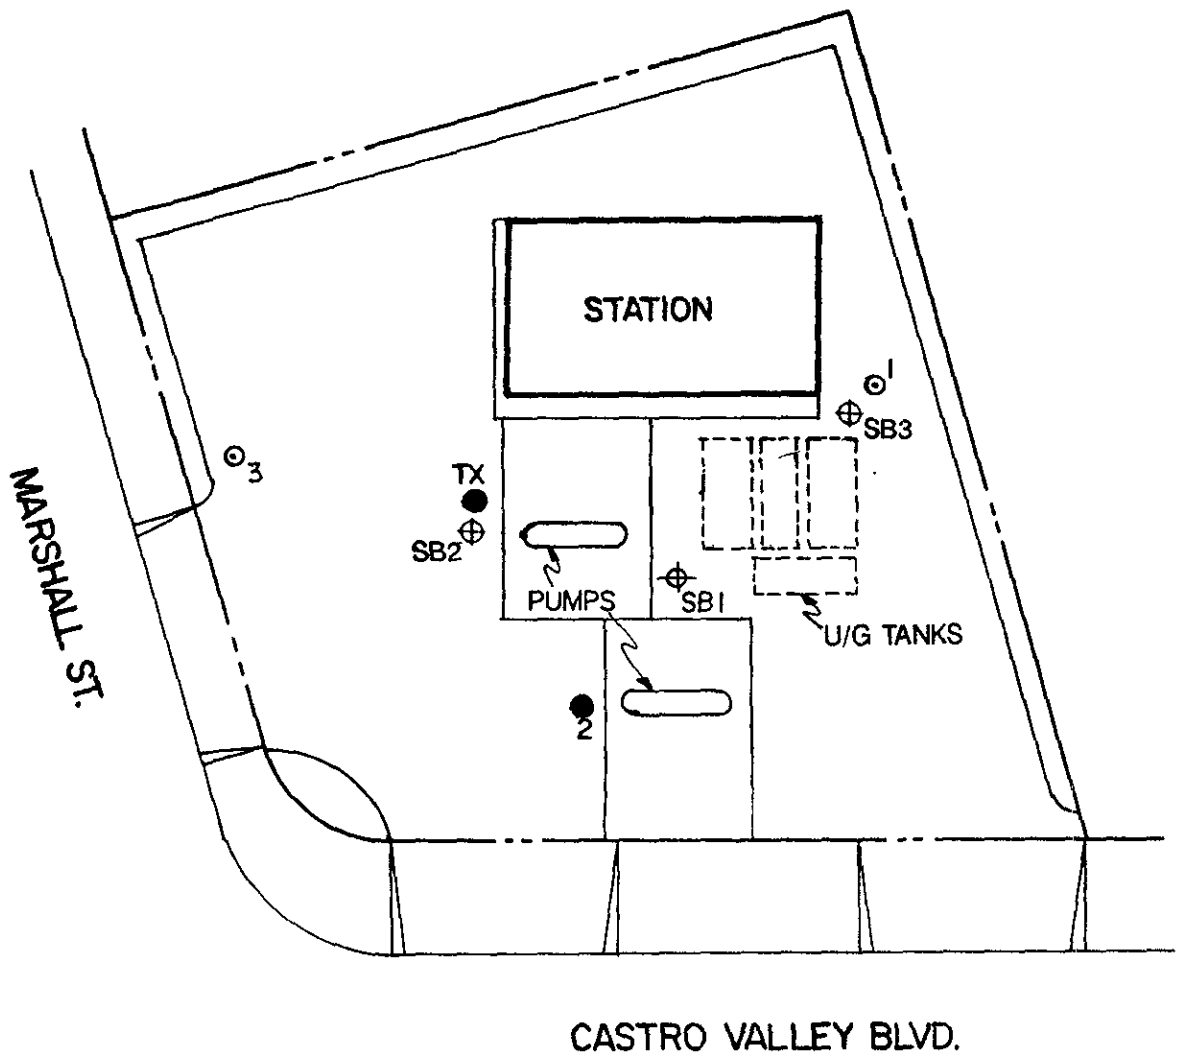 STATION
1
SB3
3
TX
SB2
PUMPS
SB1
U/G TANKS
2
MARSHALL ST.
CASTRO VALLEY BLVD.